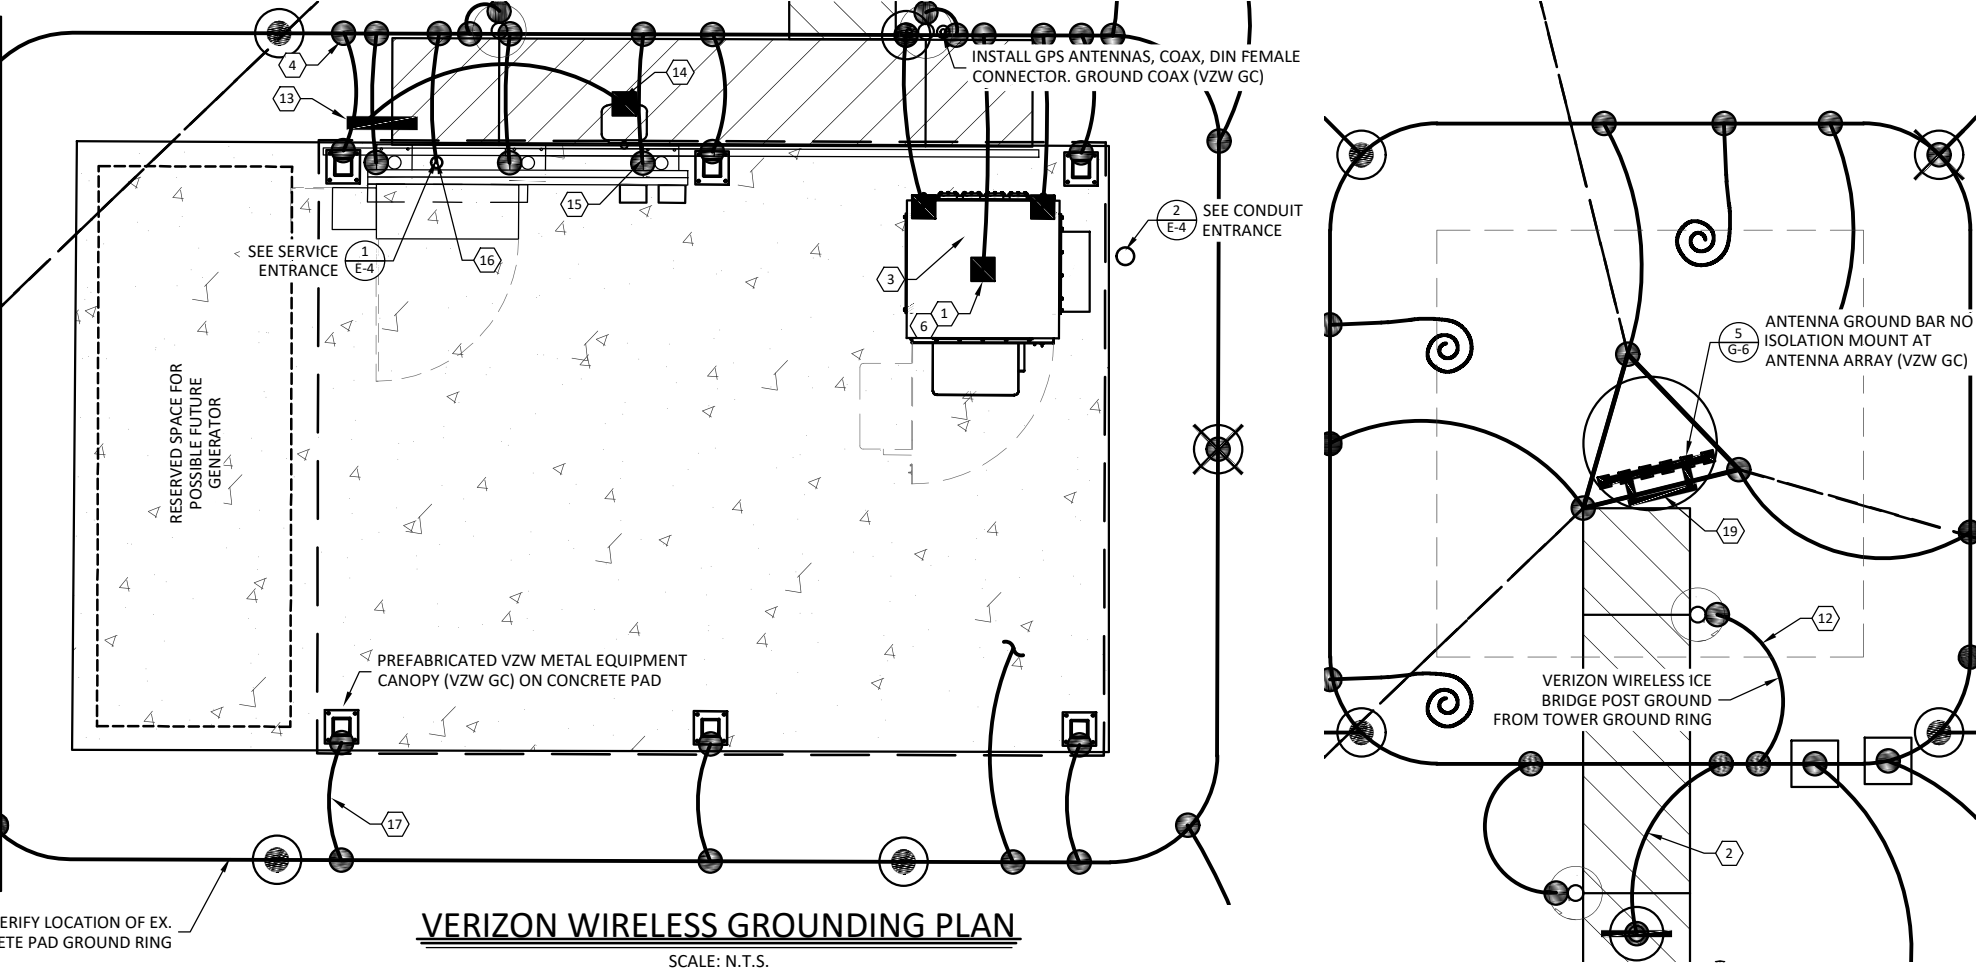 4
13
14
INSTALL GPS ANTENNAS, COAX, DIN FEMALE
CONNECTOR. GROUND COAX (VZW GC)
15
SEE SERVICE
ENTRANCE
1
E-4
16
3
1
6
2
E-4
SEE CONDUIT
ENTRANCE
RESERVED SPACE FOR
POSSIBLE FUTURE
GENERATOR
PREFABRICATED VZW METAL EQUIPMENT
CANOPY (VZW GC) ON CONCRETE PAD
17
ERIFY LOCATION OF EX.
ETE PAD GROUND RING
VERIZON WIRELESS GROUNDING PLAN
SCALE: N.T.S.
5
G-6
ANTENNA GROUND BAR NO
ISOLATION MOUNT AT
ANTENNA ARRAY (VZW GC)
19
12
VERIZON WIRELESS ICE
BRIDGE POST GROUND
FROM TOWER GROUND RING
2